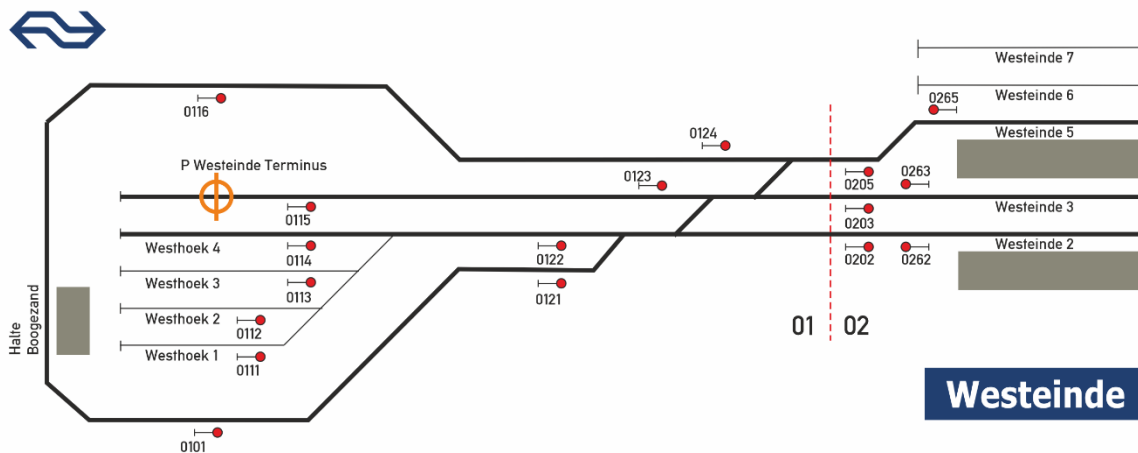 Westeinde 7
Westeinde 6
0265
0116
0124
Westeinde 5
P Westeinde Terminus
0123
0205
0263
0115
0203
Westeinde 3
Westhoek 4
0114
0122
0202
0262
Westeinde 2
Westhoek 3
0113
0121
Westhoek 2
0112
01
02
Halte
Boogezand
Westhoek 1
0111
Westeinde
0101